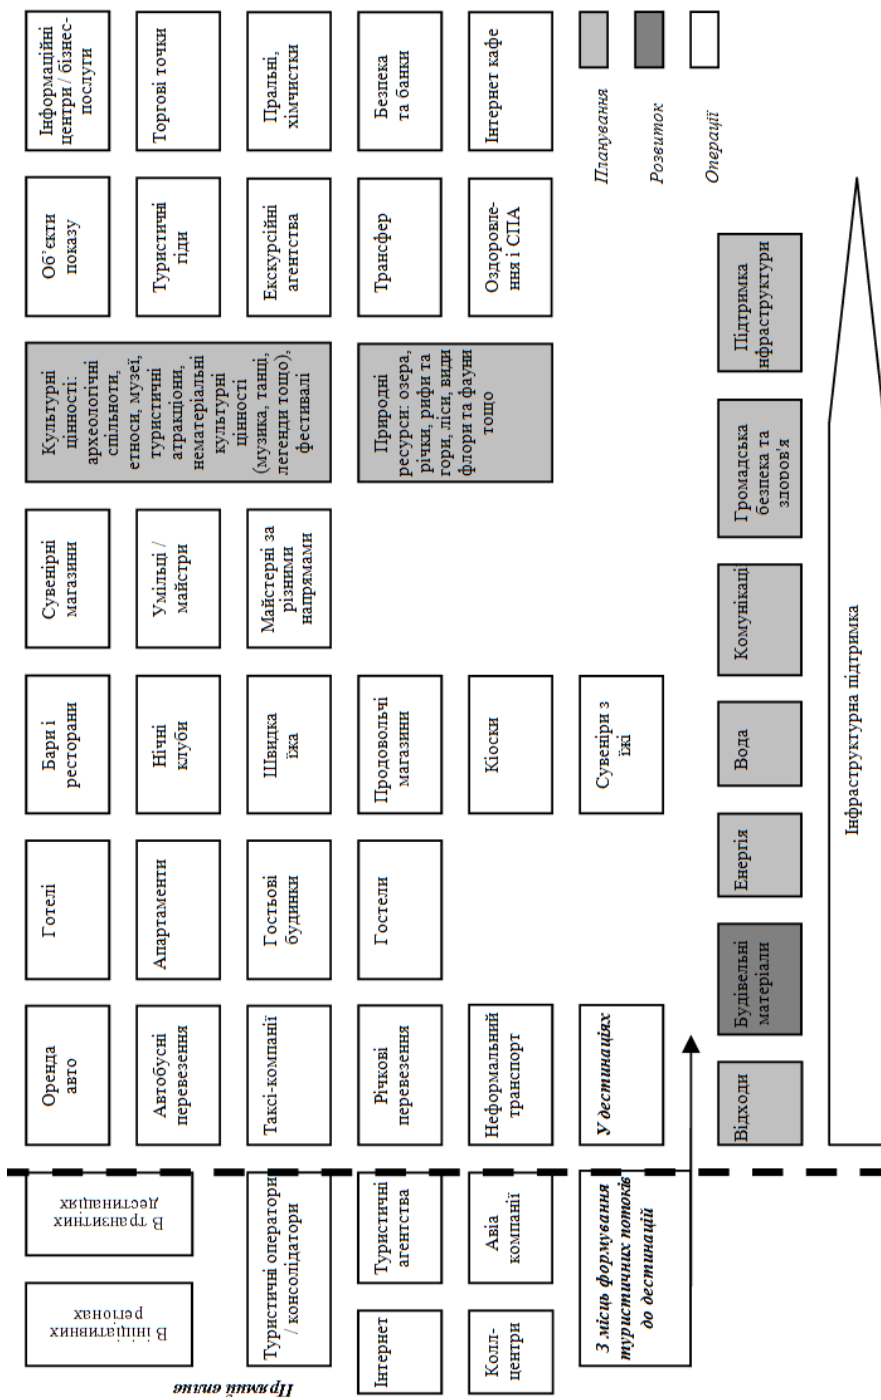 В ініціативних
регіонах
В транзитних
дестинаціях
Оренда
авто
Готелі
Бари і
ресторани
Сувенірні
магазини
Культурні
цінності:
археологічні
спільноти,
етноси, музеї,
туристичні
атракціони,
нематеріальні
культурні
цінності
(музика, танці,
легенди тощо),
фестивалі
Об'єкти
показу
Інформаційні
центри / бізнес-
послуги
Автобусні
перевезення
Апартаменти
Нічні
клуби
Умільці /
майстри
Туристичні
гіди
Торгові точки
Прямий вплив
Туристичні оператори
/ консолідатори
Таксі-компанії
Гостьові
будинки
Швидка
їжа
Майстерні за
різними
напрямами
Екскурсійні
агентства
Пральні,
хімчистки
Інтернет
Туристичні
агентства
Річкові
перевезення
Гостели
Продовольчі
магазини
Природні
ресурси: озера,
річки, рифи та
гори, ліси, види
флори та фауни
тощо
Трансфер
Безпека
та банки
Колл-
центри
Авіа
компанії
Неформальний
транспорт
Кіоски
Оздоровле-
ння і СПА
Інтернет кафе
З місць формування
туристичних потоків
до дестинацій
У дестинаціях
Сувеніри з
їжі
Планування
Розвиток
Операції
Відходи
Будівельні
матеріали
Енергія
Вода
Комунікаці
Громадська
безпека та
здоров'я
Підтримка
нфраструктури
Інфраструктурна підтримка